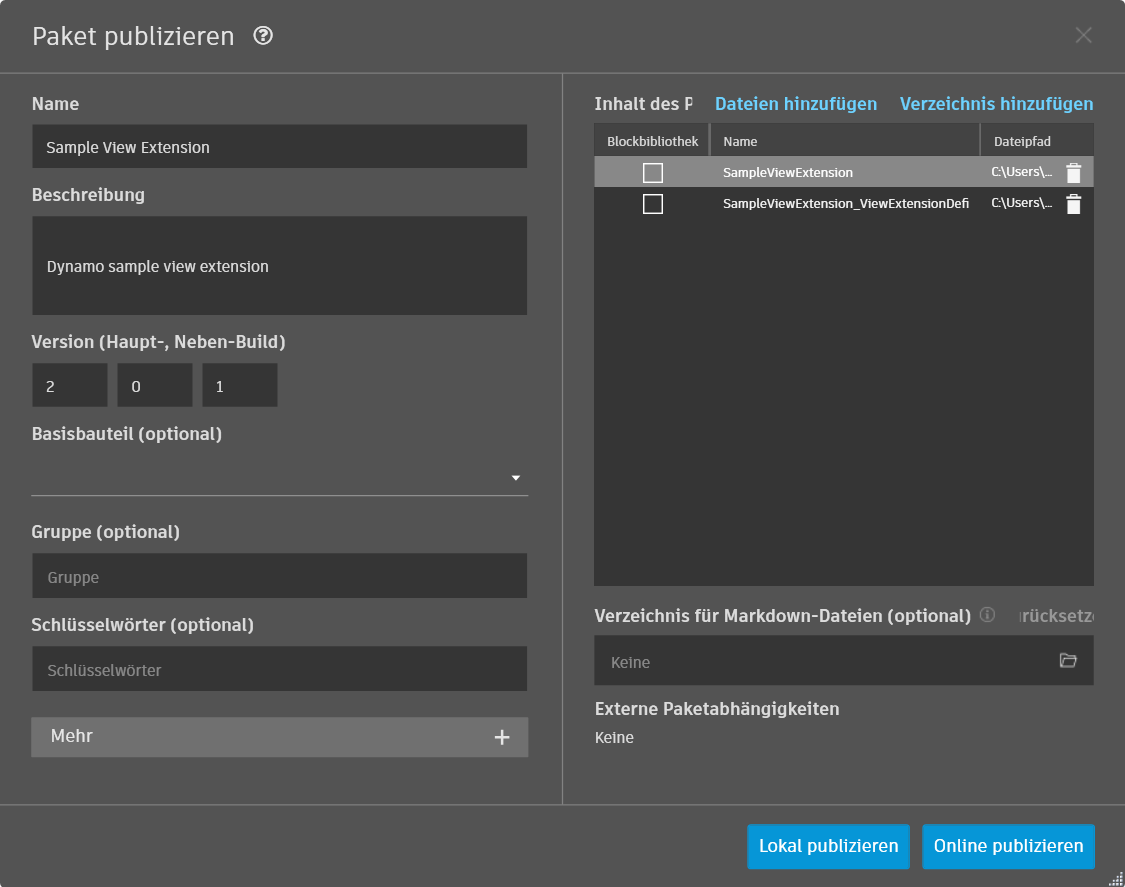 Paket publizieren
Name
Sample View Extension
Beschreibung
Dynamo sample view extension
Version (Haupt-, Neben-Build)
2 0 1
Basisbauteil (optional)
Gruppe (optional)
Gruppe
Schlüsselwörter (optional)
Schlüsselwörter
Mehr
Inhalt des P Dateien hinzufügen Verzeichnis hinzufügen
Blockbibliothek Name Dateipfad
SampleViewExtension C:\Users\...
SampleViewExtension_ViewExtensionDefi C:\Users\...
Verzeichnis für Markdown-Dateien (optional) rücksetz
Keine
Externe Paketabhängigkeiten
Keine
Lokal publizieren Online publizieren